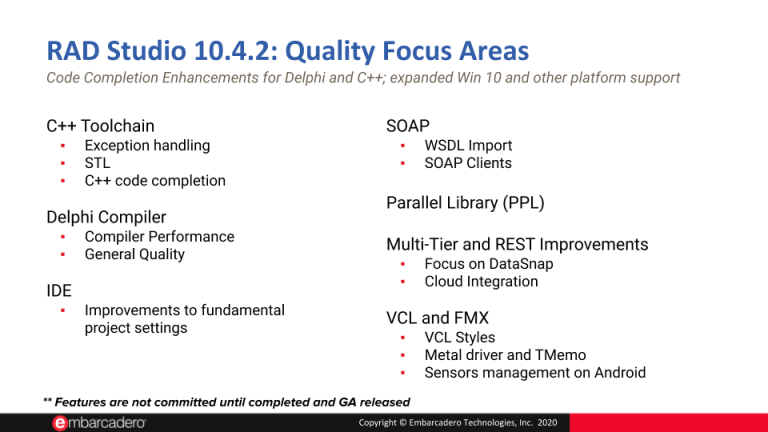 RAD Studio 10.4.2: Quality Focus Areas
Code Completion Enhancements for Delphi and C++; expanded Win 10 and other platform support
C++ Toolchain
▪ Exception handling
▪ STL
▪ C++ code completion
Delphi Compiler
▪ Compiler Performance
▪ General Quality
IDE
▪ Improvements to fundamental
project settings
SOAP
▪ WSDL Import
▪ SOAP Clients
Parallel Library (PPL)
Multi-Tier and REST Improvements
▪ Focus on DataSnap
▪ Cloud Integration
VCL and FMX
▪ VCL Styles
▪ Metal driver and TMemo
▪ Sensors management on Android
** Features are not committed until completed and GA released
embarcadero
Copyright © Embarcadero Technologies, Inc. 2020